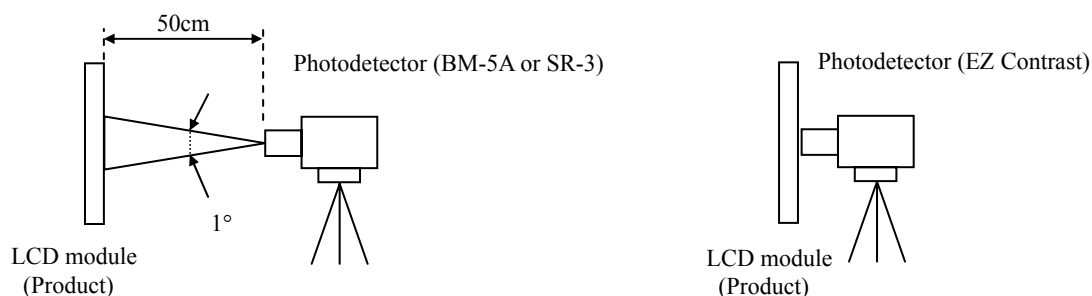 50cm
Photodetector (BM-5A or SR-3)
1°
LCD module
(Product)
Photodetector (EZ Contrast)
LCD module
(Product)